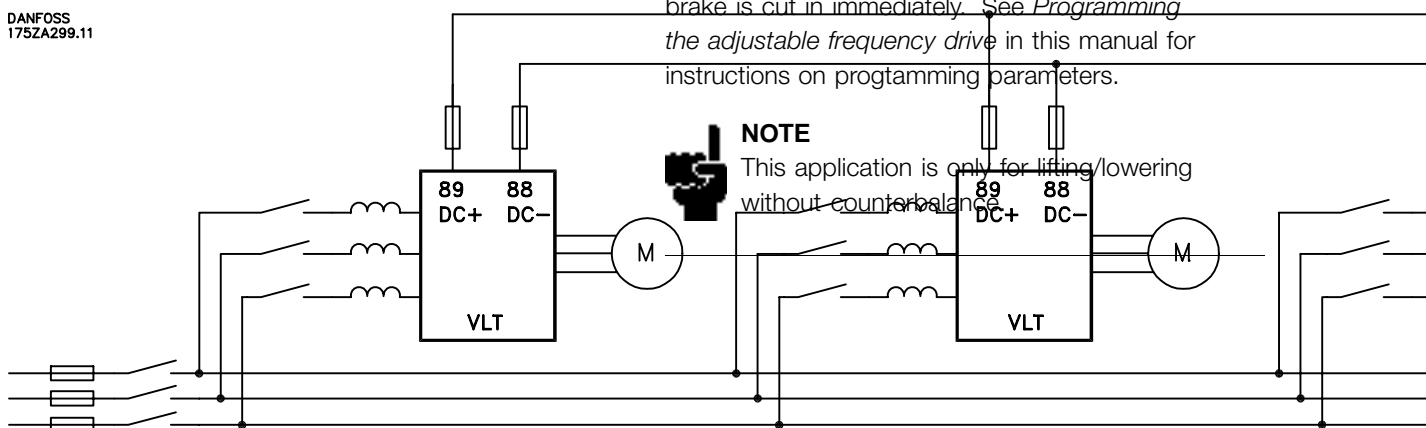 DANFOSS
175ZA299.11
brake is cut in immediately. See Programming
the adjustable frequency drive in this manual for
instructions on progtamming parameters.
NOTE
This application is only for lifting/lowering
without counterbalance.
89 88
DC+ DC-
M
VLT
89 88
DC+ DC-
M
VLT